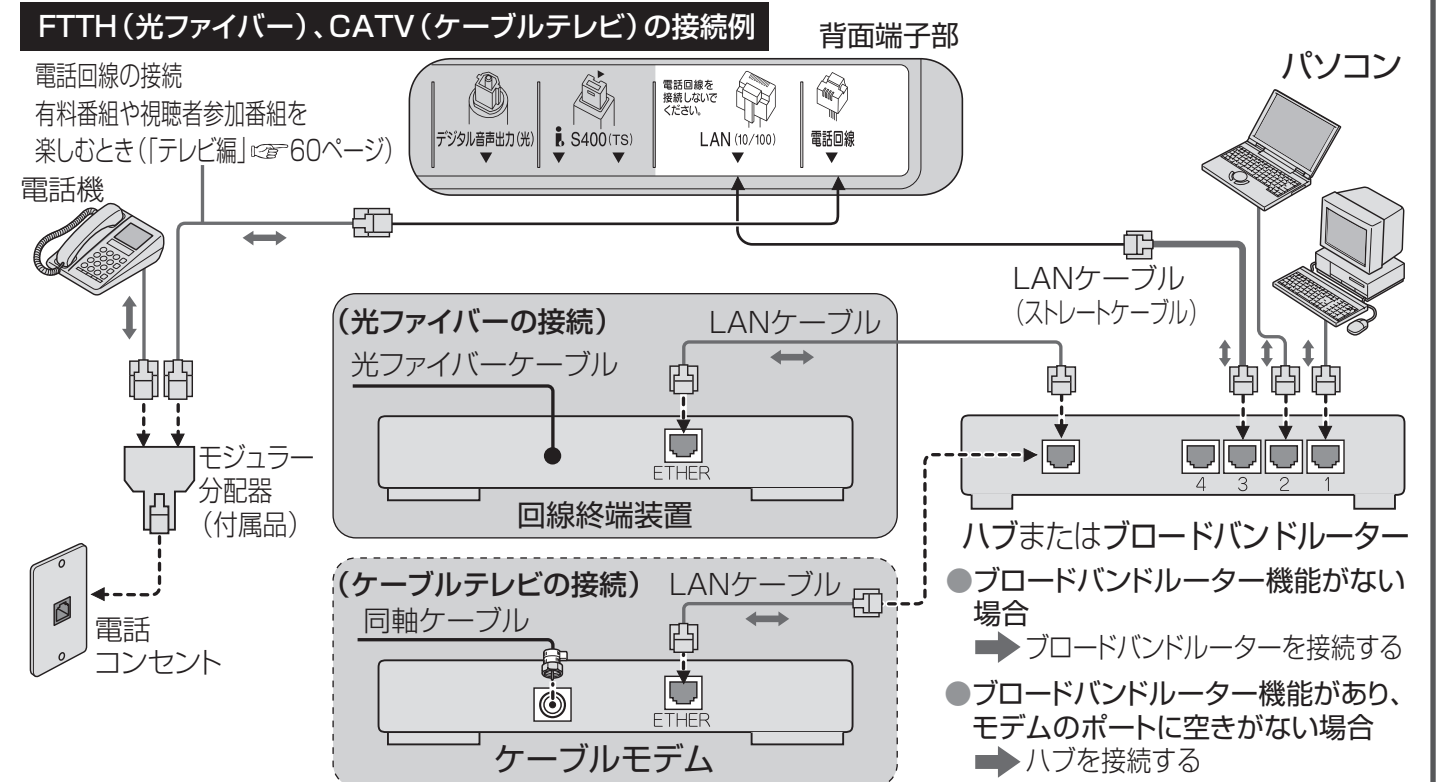 FTTH（光ファイバー）、CATV（ケーブルテレビ）の接続例
背面端子部
パソコン
電話回線の接続
有料番組や視聴者参加番組を
楽しむとき（「テレビ編」☞60ページ）
電話機
デジタル音声出力（光）
i. S400（TS）
電話回線を
接続しないで
ください。
LAN（10/100）
電話回線
LANケーブル
（ストレートケーブル）
（光ファイバーの接続）
LANケーブル
光ファイバーケーブル
ETHER
回線終端装置
モジュラー
分配器
（付属品）
電話
コンセント
4 3 2 1
ハブまたはブロードバンドルーター
（ケーブルテレビの接続）
LANケーブル
同軸ケーブル
ETHER
ケーブルモデム
●ブロードバンドルーター機能がない
場合
➡ブロードバンドルーターを接続する
●ブロードバンドルーター機能があり、
モデムのポートに空きがない場合
➡ハブを接続する